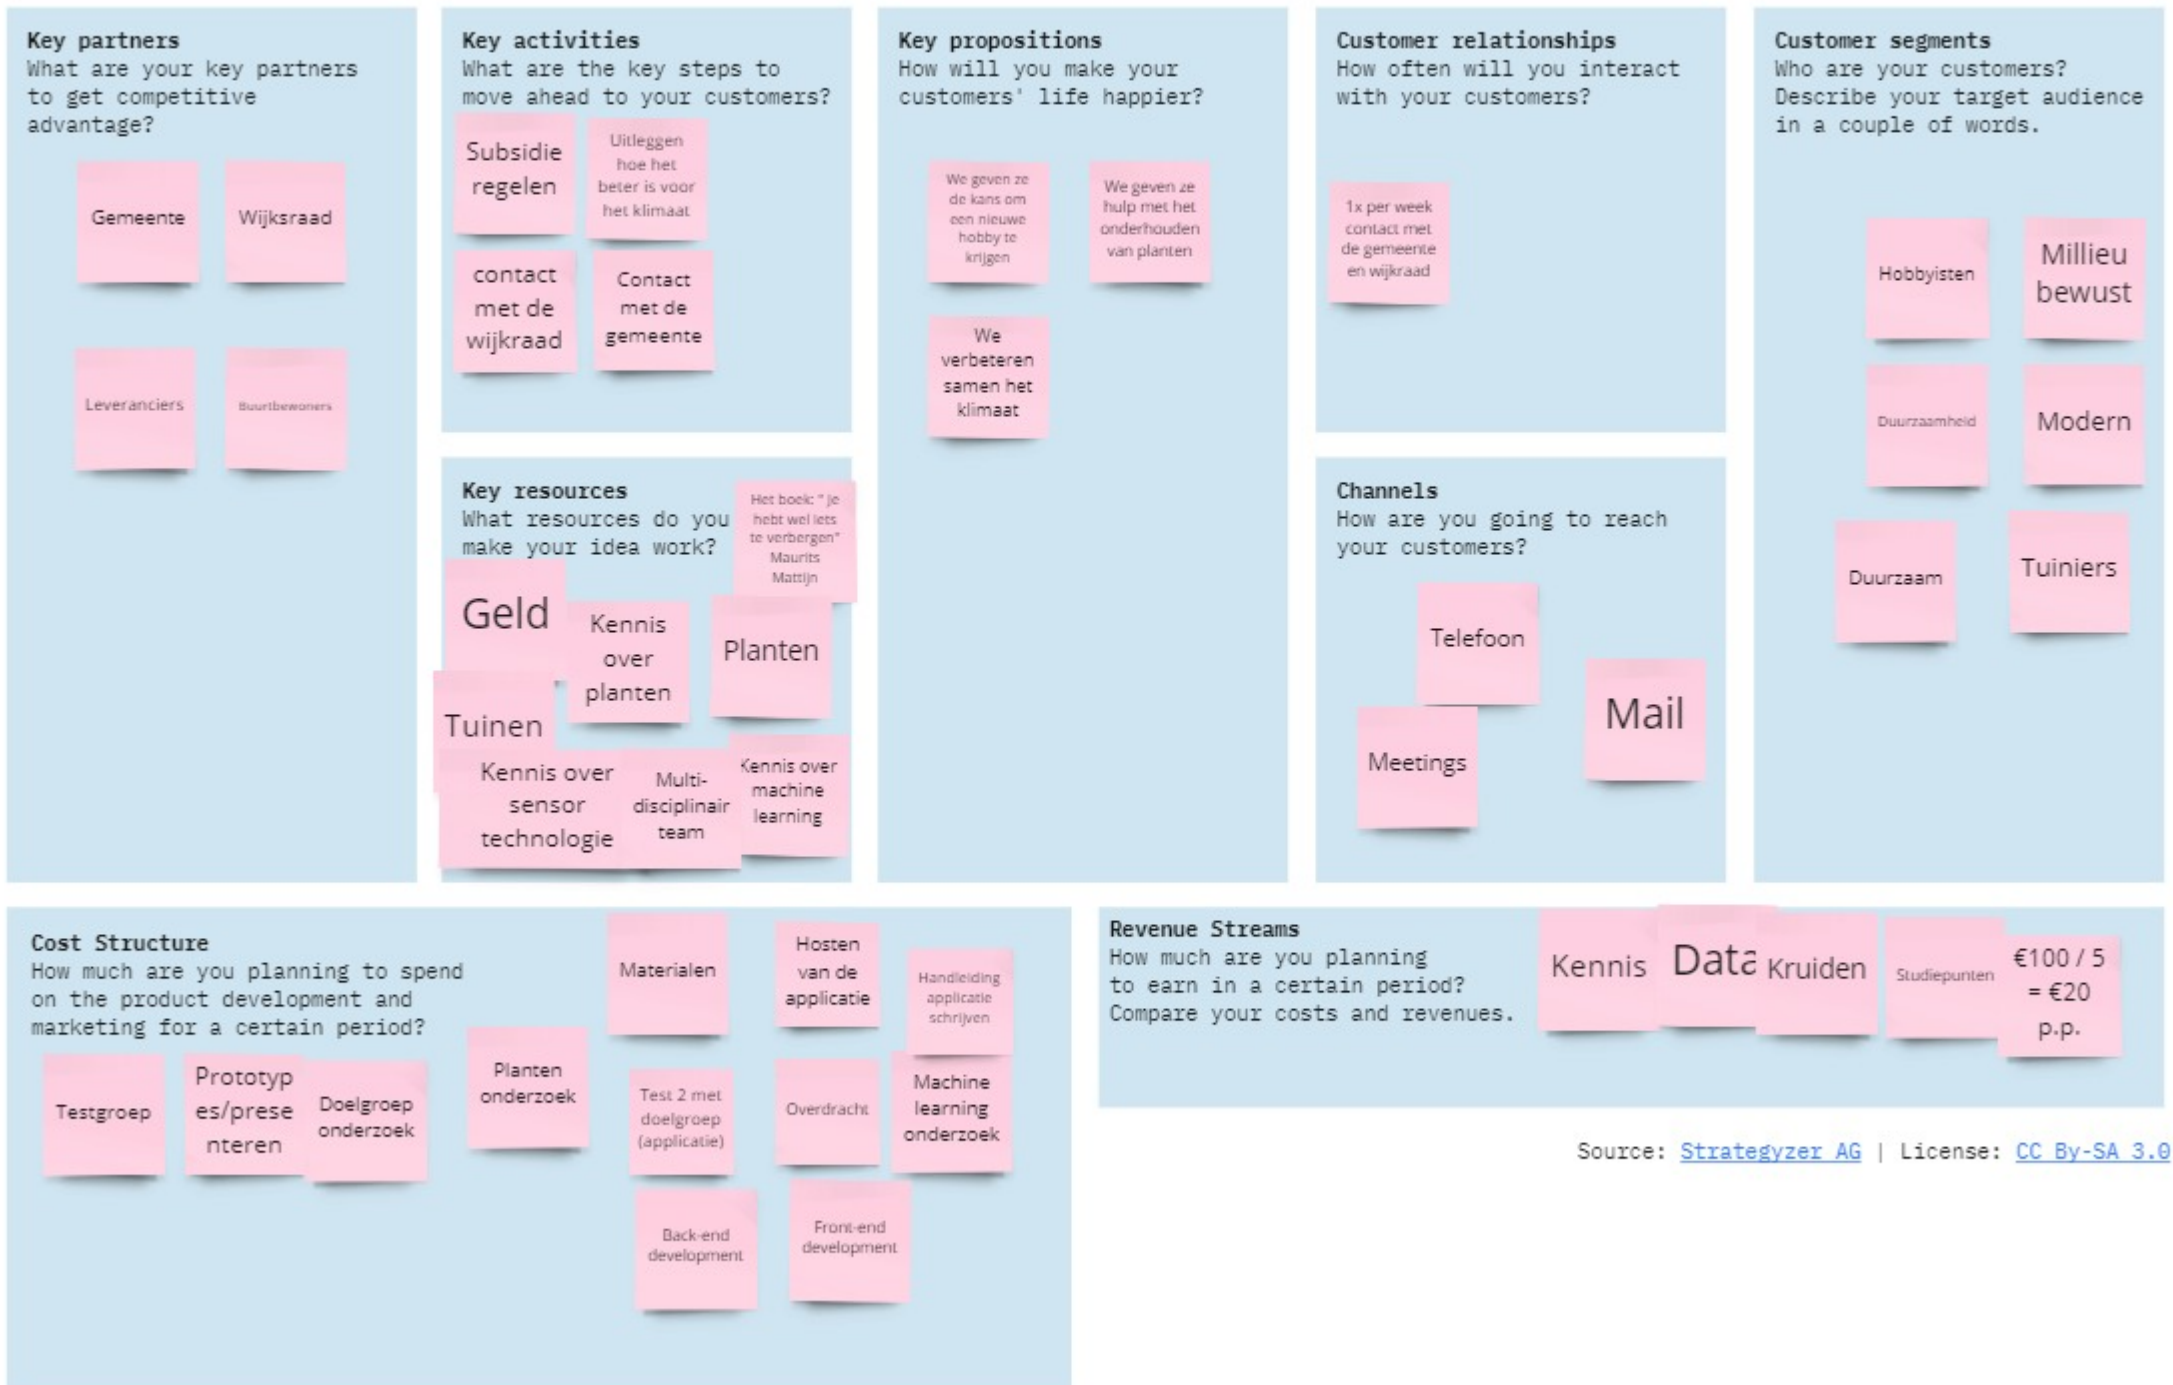 Key partners
What are your key partners
to get competitive
advantage?
Gemeente
Wijksraad
Leveranciers
Buurtbewoners
Key activities
What are the key steps to
move ahead to your customers?
Subsidie
regelen
Uitleggen
hoe het
beter is voor
het klimaat
contact
met de
wijkraad
Contact
met de
gemeente
Key resources
What resources do you
make your idea work?
Het boek: " Je
hebt wel iets
te verbergen"
Maurits
Mattijn
Geld
Kennis
over
planten
Planten
Tuinen
Kennis over
sensor
technologie
Multi-
disciplinair
team
Kennis over
machine
learning
Key propositions
How will you make your
customers' life happier?
We geven ze
de kans om
een nieuwe
hobby te
krijgen
We geven ze
hulp met het
onderhouden
van planten
We
verbeteren
samen het
klimaat
Customer relationships
How often will you interact
with your customers?
1x per week
contact met
de gemeente
en wijkraad
Channels
How are you going to reach
your customers?
Telefoon
Mail
Meetings
Customer segments
Who are your customers?
Describe your target audience
in a couple of words.
Hobbyisten
Millieu
bewust
Duurzaamheid
Modern
Duurzaam
Tuiniers
Cost Structure
How much are you planning to spend
on the product development and
marketing for a certain period?
Testgroep
Prototyp
es/prese
nteren
Doelgroep
onderzoek
Planten
onderzoek
Materialen
Hosten
van de
applicatie
Handleiding
applicatie
schrijven
Test 2 met
doelgroep
(applicatie)
Overdracht
Machine
learning
onderzoek
Back-end
development
Front-end
development
Revenue Streams
How much are you planning
to earn in a certain period?
Compare your costs and revenues.
Kennis
Data
Kruiden
Studiepunten
€100 / 5
= €20
p.p.
Source: Strategyzer AG | License: CC By-SA 3.0